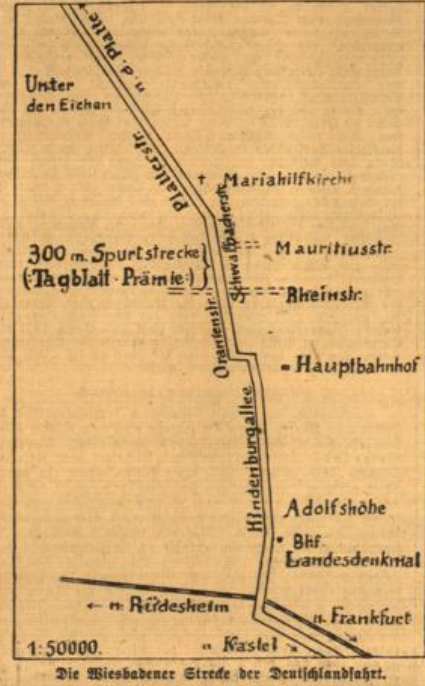 n. d. Platte
Unter
den Eichen
Platterstr.
Mariahilfkirche
Schwalbacherstr.
Mauritiusstr.
300 m. Spurtstrecke
(:Tagblatt-Prämie:)
Rheinstr.
Oranienstr.
Hauptbahnhof
Hindenburgallee
Adolfshöhe
Bhf.
Landesdenkmal
← n. Rüdesheim
n. Frankfurt
n Kastel
1:50000.
Die Wiesbadener Strecke der Deutschlandfahrt.